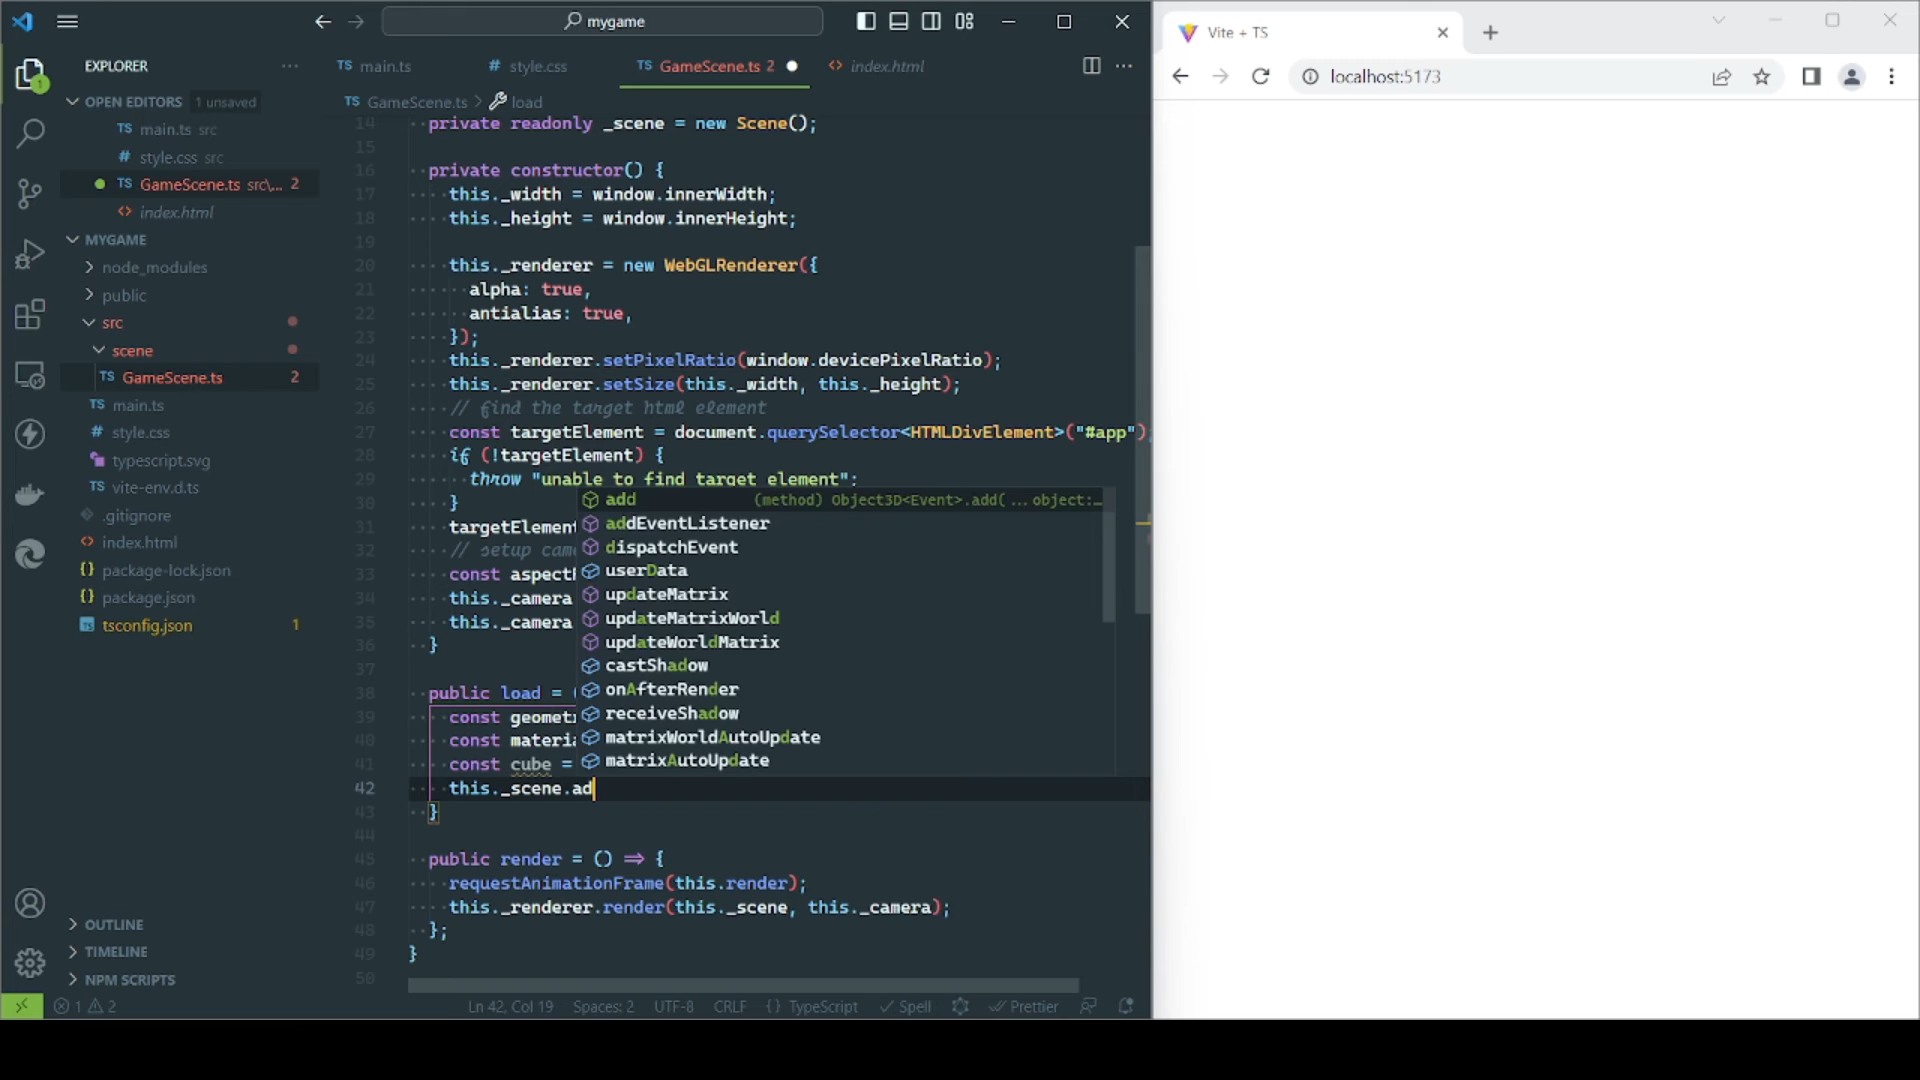 mygame
EXPLORER
OPEN EDITORS 1 unsaved
TS main.ts src
# style.css src
TS GameScene.ts src\... 2
<> index.html
MYGAME
node_modules
public
src
scene
TS GameScene.ts 2
TS main.ts
# style.css
typescript.svg
TS vite-env.d.ts
.gitignore
<> index.html
{} package-lock.json
{} package.json
tsconfig.json 1
OUTLINE
TIMELINE
NPM SCRIPTS
1
TS main.ts
# style.css
TS GameScene.ts 2
<> index.html
TS GameScene.ts > load
14 private readonly _scene = new Scene();
15
16 private constructor() {
17 this._width = window.innerWidth;
18 this._height = window.innerHeight;
19
20 this._renderer = new WebGLRenderer({
21 alpha: true,
22 antialias: true,
23 });
24 this._renderer.setPixelRatio(window.devicePixelRatio);
25 this._renderer.setSize(this._width, this._height);
26 // find the target html element
27 const targetElement = document.querySelector<HTMLDivElement>("#app")
28 if (!targetElement) {
29 throw "unable to find target element";
30 }
31 targetElement
32 // setup cam
33 const aspect
34 this._camera
35 this._camera
36 }
37
38 public load =
39 const geomet
40 const materi
41 const cube =
42 this._scene.ad
43 }
44
45 public render = () => {
46 requestAnimationFrame(this.render);
47 this._renderer.render(this._scene, this._camera);
48 };
49 }
50
add (method) Object3D<Event>.add(...object:…
addEventListener
dispatchEvent
userData
updateMatrix
updateMatrixWorld
updateWorldMatrix
castShadow
onAfterRender
receiveShadow
matrixWorldAutoUpdate
matrixAutoUpdate
1 2 Ln 42, Col 19 Spaces: 2 UTF-8 CRLF {} TypeScript Spell Prettier
Vite + TS
localhost:5173